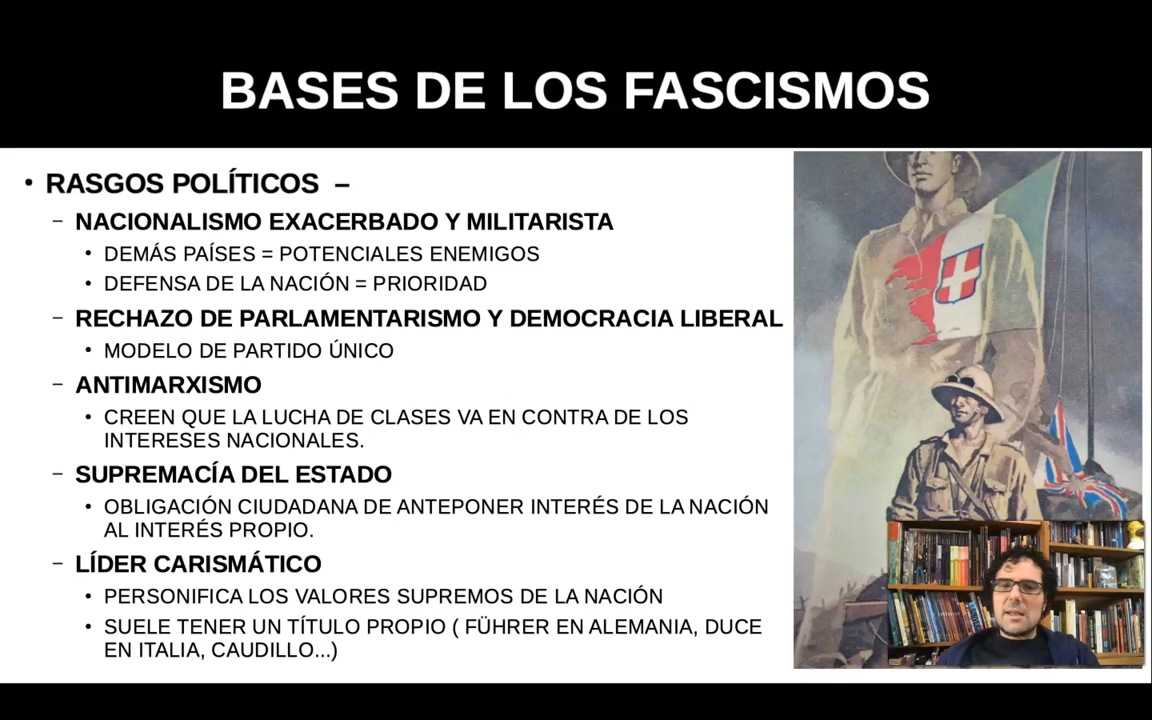 BASES DE LOS FASCISMOS
• RASGOS POLÍTICOS –
– NACIONALISMO EXACERBADO Y MILITARISTA
• DEMÁS PAÍSES = POTENCIALES ENEMIGOS
• DEFENSA DE LA NACIÓN = PRIORIDAD
– RECHAZO DE PARLAMENTARISMO Y DEMOCRACIA LIBERAL
• MODELO DE PARTIDO ÚNICO
– ANTIMARXISMO
• CREEN QUE LA LUCHA DE CLASES VA EN CONTRA DE LOS
INTERESES NACIONALES.
– SUPREMACÍA DEL ESTADO
• OBLIGACIÓN CIUDADANA DE ANTEPONER INTERÉS DE LA NACIÓN
AL INTERÉS PROPIO.
– LÍDER CARISMÁTICO
• PERSONIFICA LOS VALORES SUPREMOS DE LA NACIÓN
• SUELE TENER UN TÍTULO PROPIO ( FÜHRER EN ALEMANIA, DUCE
EN ITALIA, CAUDILLO...)